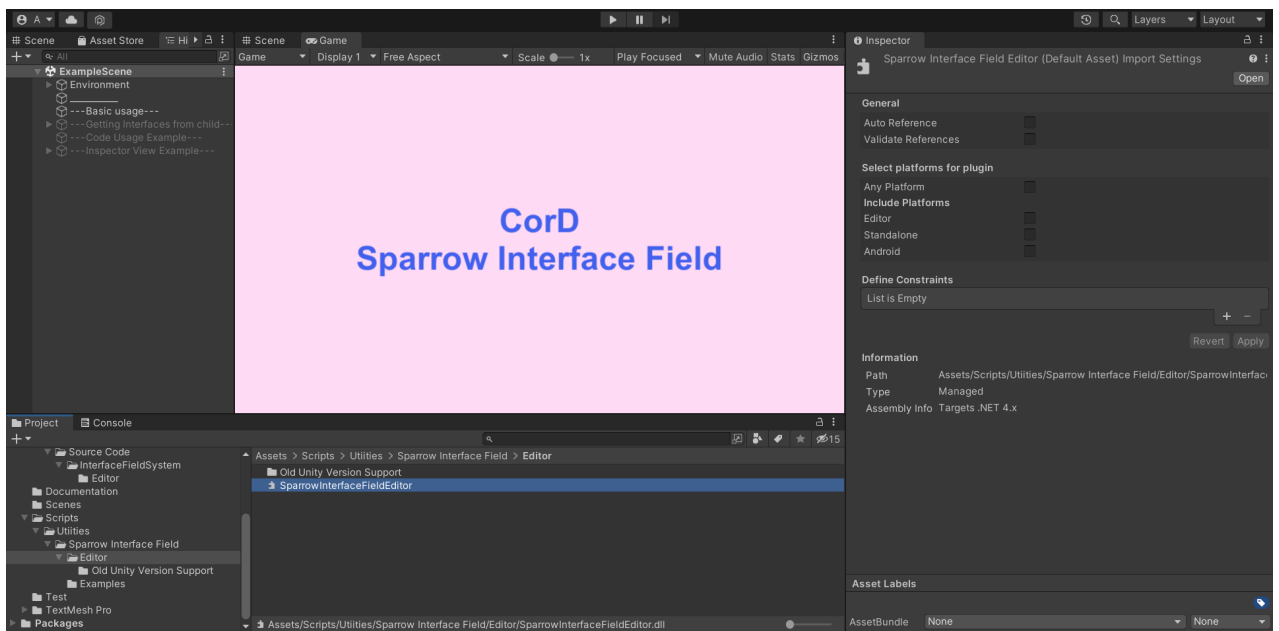 A
Layers
Layout
Scene
Asset Store
Hi
Scene
Game
Inspector
All
Game
Display 1
Free Aspect
Scale
1x
Play Focused
Mute Audio
Stats
Gizmos
Sparrow Interface Field Editor (Default Asset) Import Settings
Open
ExampleScene
Environment
________
---Basic usage---
---Getting Interfaces from child--
---Code Usage Example---
---Inspector View Example---
CorD
Sparrow Interface Field
General
Auto Reference
Validate References
Select platforms for plugin
Any Platform
Include Platforms
Editor
Standalone
Android
Define Constraints
List is Empty
+ −
Revert
Apply
Information
Path Assets/Scripts/Utiities/Sparrow Interface Field/Editor/SparrowInterfac
Type Managed
Assembly Info Targets .NET 4.x
Project
Console
15
Source Code
InterfaceFieldSystem
Editor
Documentation
Scenes
Scripts
Utiities
Sparrow Interface Field
Editor
Old Unity Version Support
Examples
Test
TextMesh Pro
Packages
Assets > Scripts > Utiities > Sparrow Interface Field > Editor
Old Unity Version Support
SparrowInterfaceFieldEditor
Assets/Scripts/Utiities/Sparrow Interface Field/Editor/SparrowInterfaceFieldEditor.dll
Asset Labels
AssetBundle None None